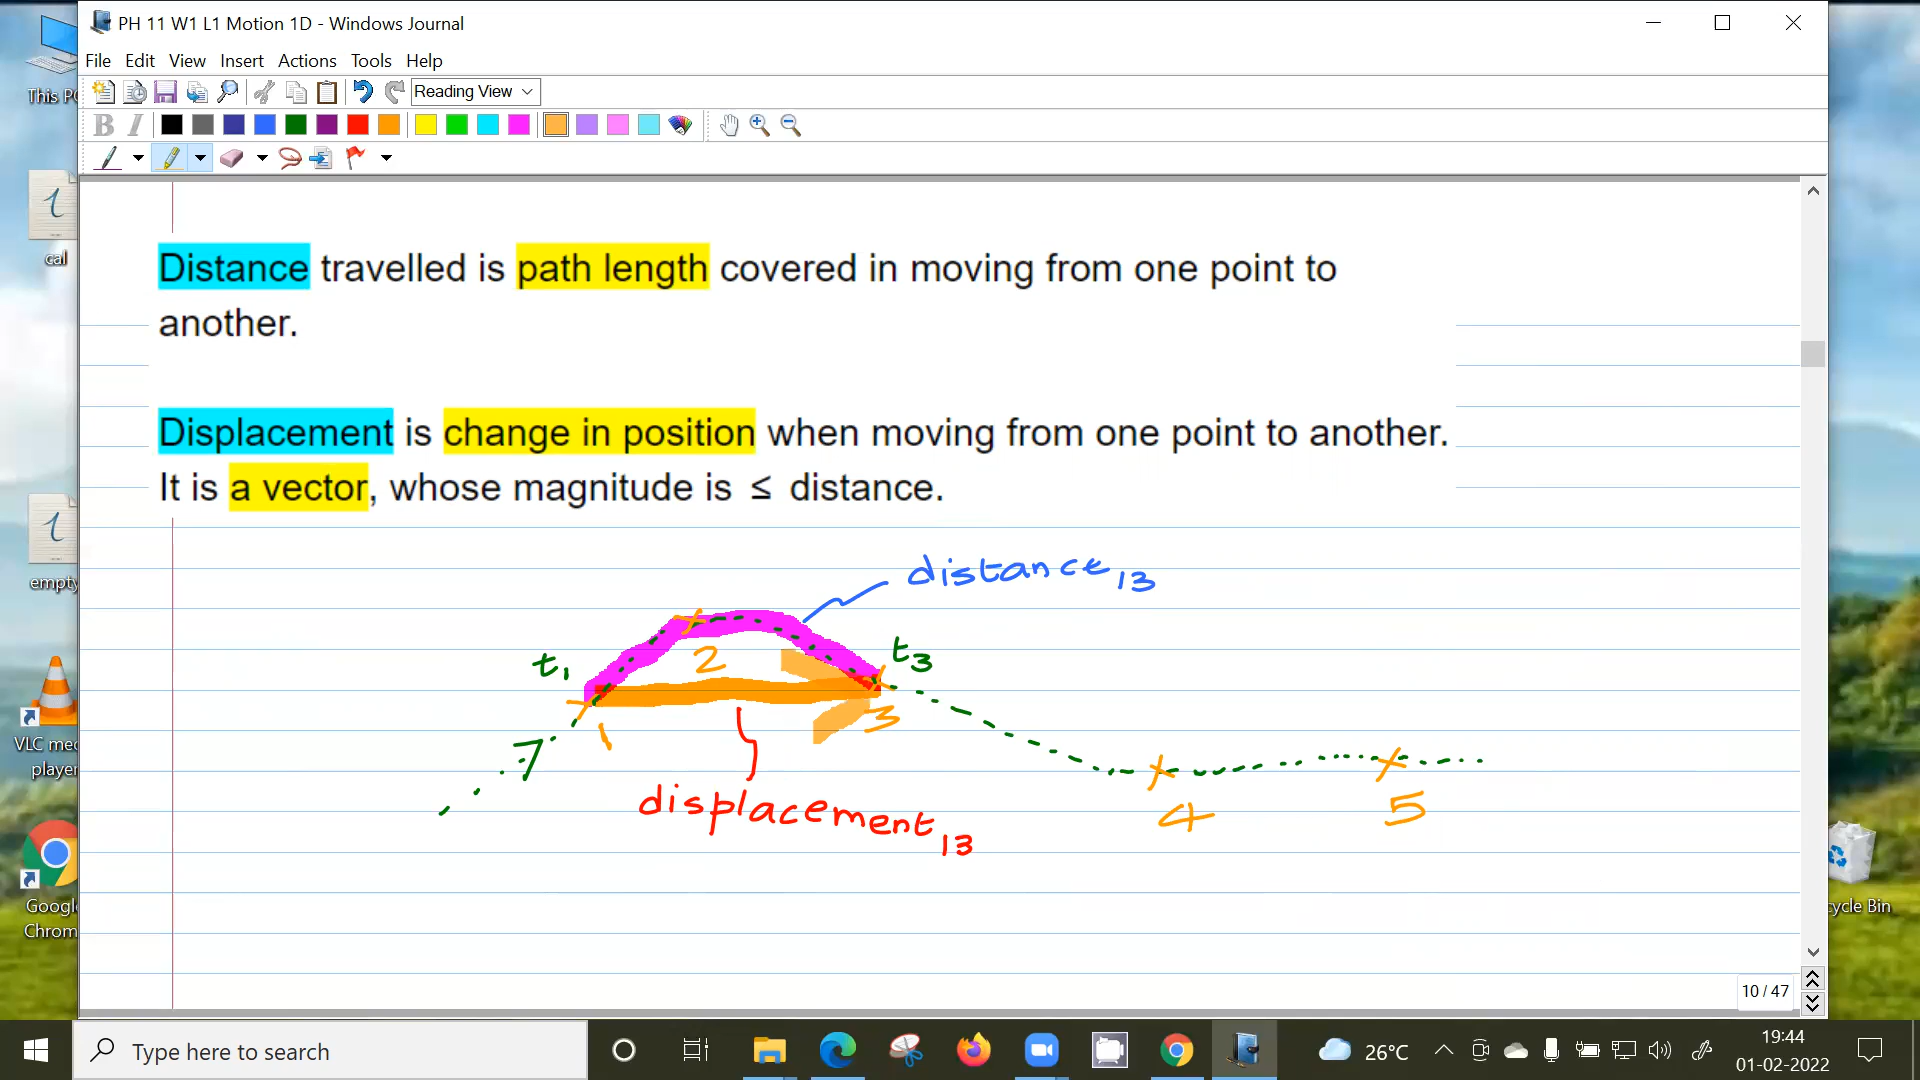 PH 11 W1 L1 Motion 1D - Windows Journal
File Edit View Insert Actions Tools Help
Reading View
B I
This PC
cal
empty
VLC med
player
Google
Chrom
cycle Bin
Distance travelled is path length covered in moving from one point to
another.
Displacement is change in position when moving from one point to another.
It is a vector, whose magnitude is ≤ distance.
distance13
t1
2
t3
1
3
displacement13
4
5
10 / 47
Type here to search
26°C
19:44
01-02-2022